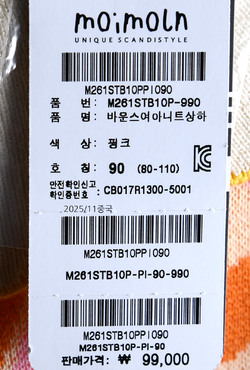 moimoln
UNIQUE SCANDISTYLE
M261STB10PPI090
품 번: M261STB10P-990
품 명: 바운스여아니트상하
색 상: 핑크
호 칭: 90 (80-110)
안전확인신고
확인증번호 : CB017R1300-5001
2025/11중국
M261STB10PPI090
M261STB10P-PI-90-990
M261STB10PPI090
M261STB10P-PI-90
판매가격: ₩ 99,000